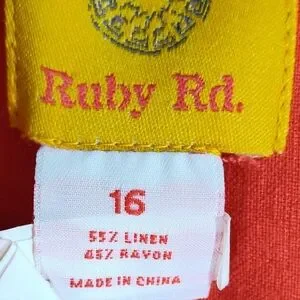 Ruby Rd.
16
55% LINEN
45% RAYON
MADE IN CHINA